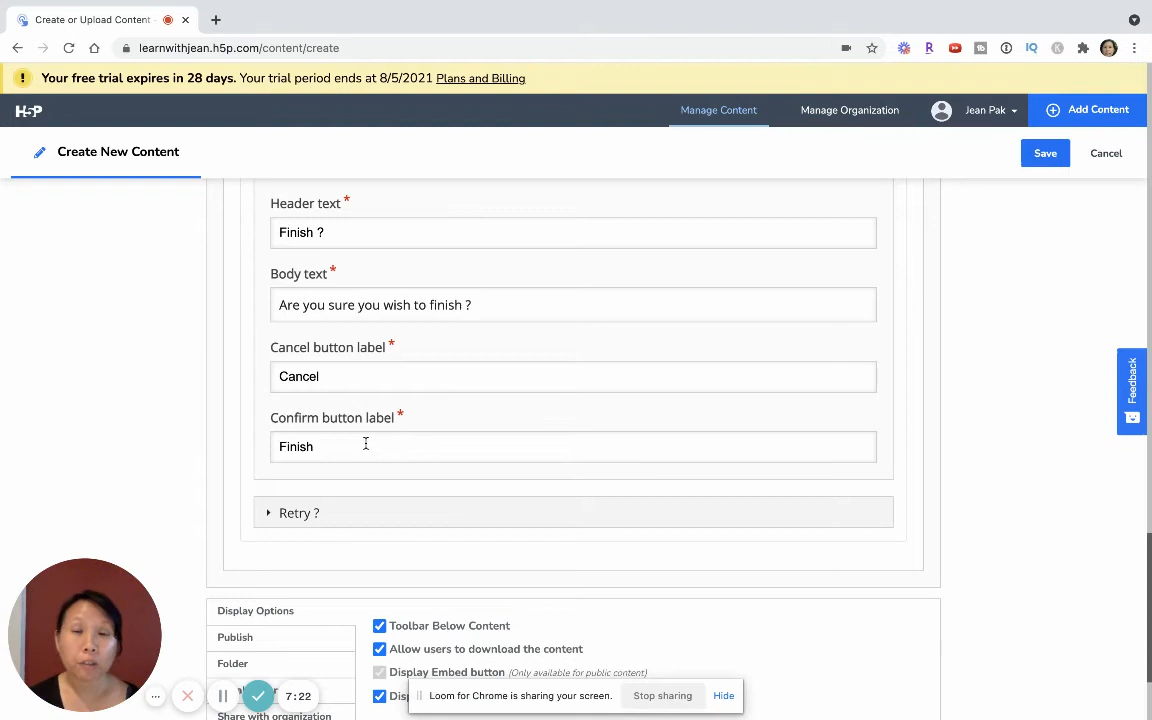 Create or Upload Content
learnwithjean.h5p.com/content/create
Your free trial expires in 28 days. Your trial period ends at 8/5/2021 Plans and Billing
H5P
Manage Content
Manage Organization
Jean Pak
Add Content
Create New Content
Save
Cancel
Header text *
Finish ?
Body text *
Are you sure you wish to finish ?
Cancel button label *
Cancel
Confirm button label *
Finish
Retry ?
Feedback
Display Options
Publish
Folder
Share with organization
Toolbar Below Content
Allow users to download the content
Display Embed button (Only available for public content)
7:22
Loom for Chrome is sharing your screen.
Stop sharing
Hide